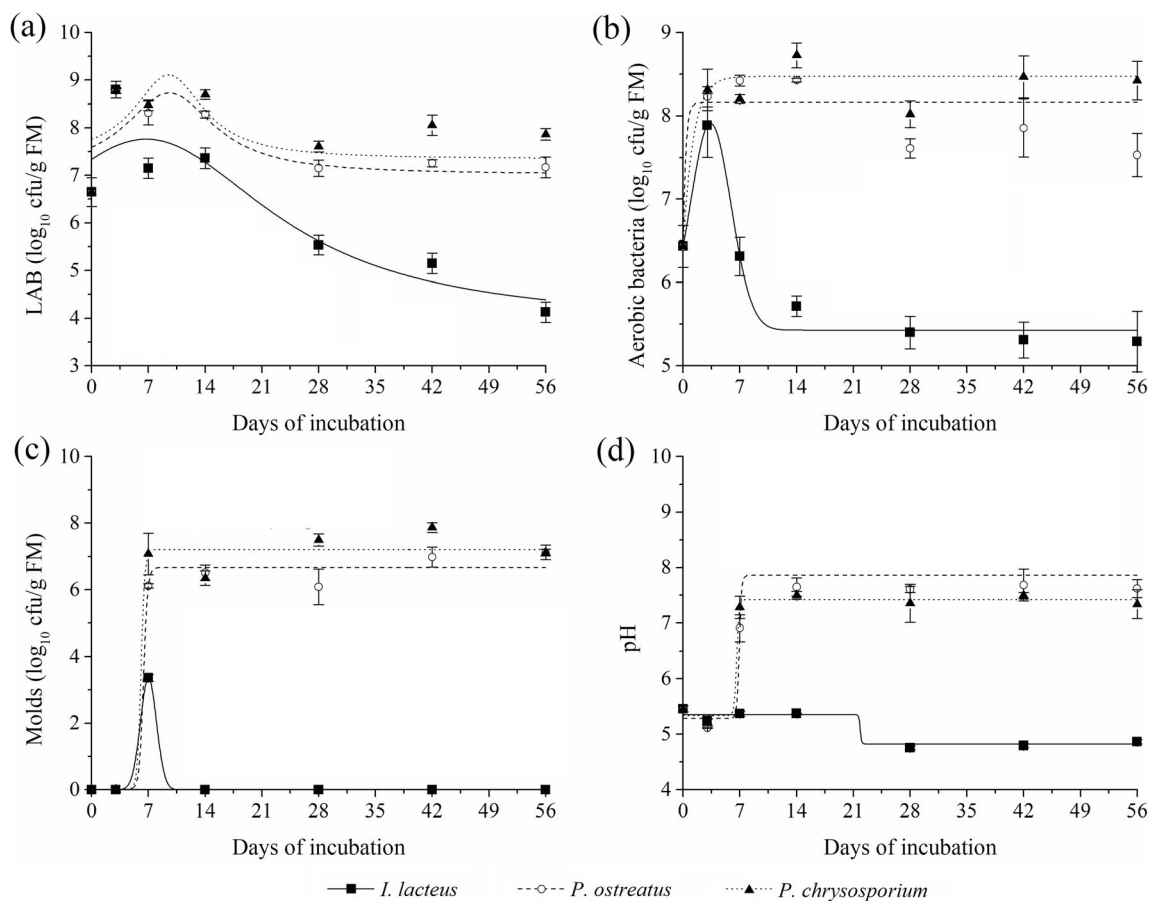 (a)
LAB (log10 cfu/g FM)
10
9
8
7
6
5
4
3
0 7 14 21 28 35 42 49 56
Days of incubation
(b)
Aerobic bacteria (log10 cfu/g FM)
9
8
7
6
5
0 7 14 21 28 35 42 49 56
Days of incubation
(c)
Molds (log10 cfu/g FM)
10
8
6
4
2
0
0 7 14 21 28 35 42 49 56
Days of incubation
(d)
pH
10
9
8
7
6
5
4
0 7 14 21 28 35 42 49 56
Days of incubation
I. lacteus P. ostreatus P. chrysosporium